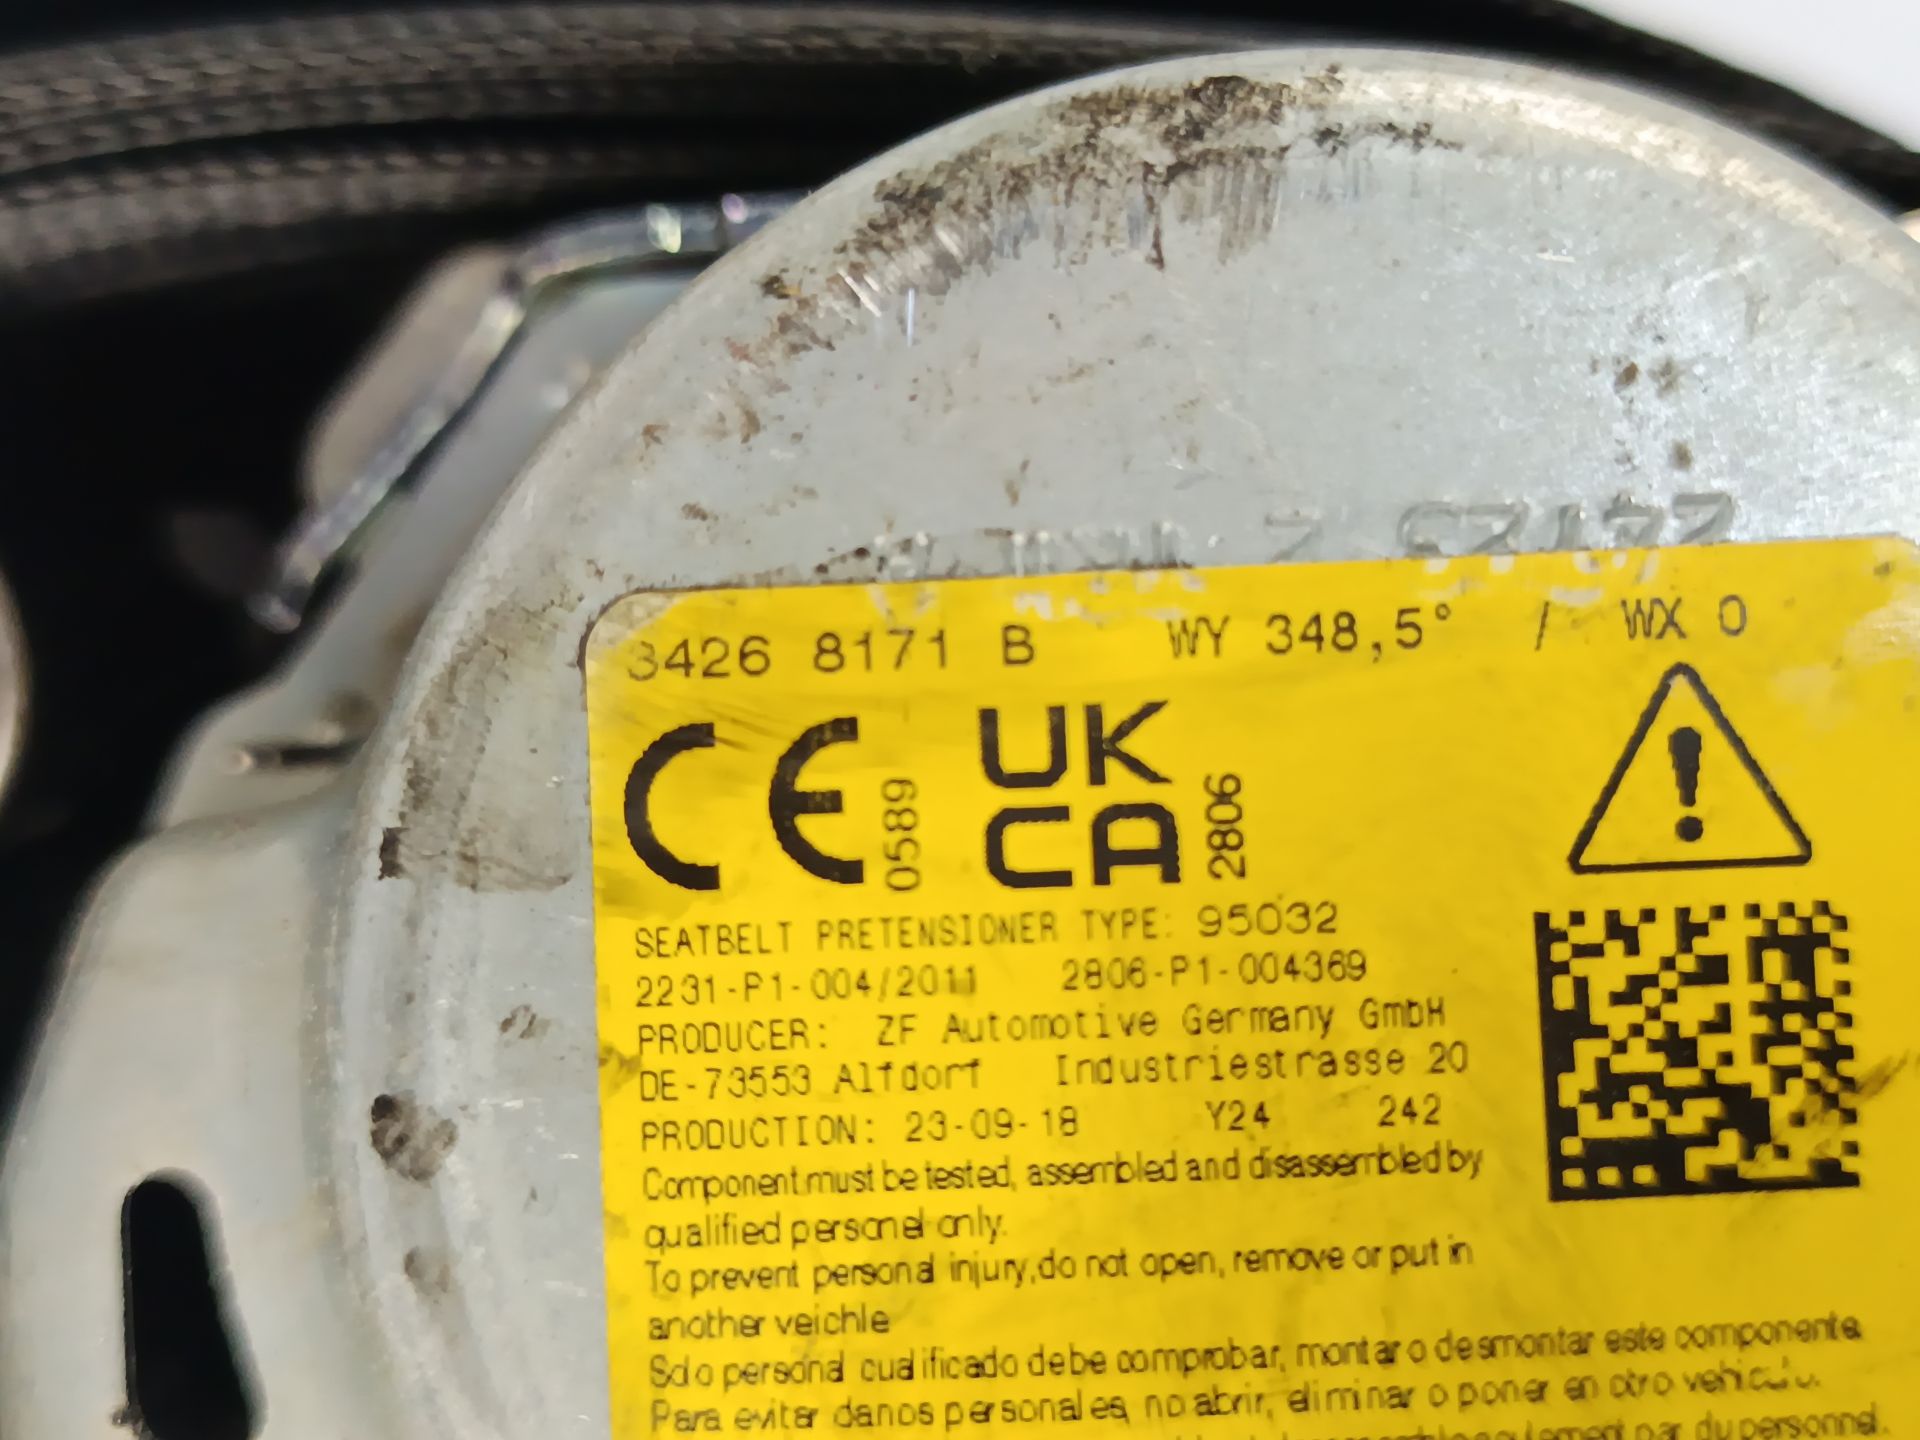 3426 8171 B WY 348,5° / WX 0
CE 0589 UK CA 2806
SEATBELT PRETENSIONER TYPE: 95032
2231-P1-004/2011 2806-P1-004369
PRODUCER: ZF Automotive Germany GmbH
DE-73553 Alfdorf Industriestrasse 20
PRODUCTION: 23-09-18 Y24 242
Component must be tested, assembled and disassembled by
qualified personel only.
To prevent personal injury, do not open, remove or put in
another veichle
Solo personal cualificado debe comprobar, montar o desmontar este componente.
Para evitar danos personales, no abrir, eliminar o poner en otro vehiculo.
par du personnel.